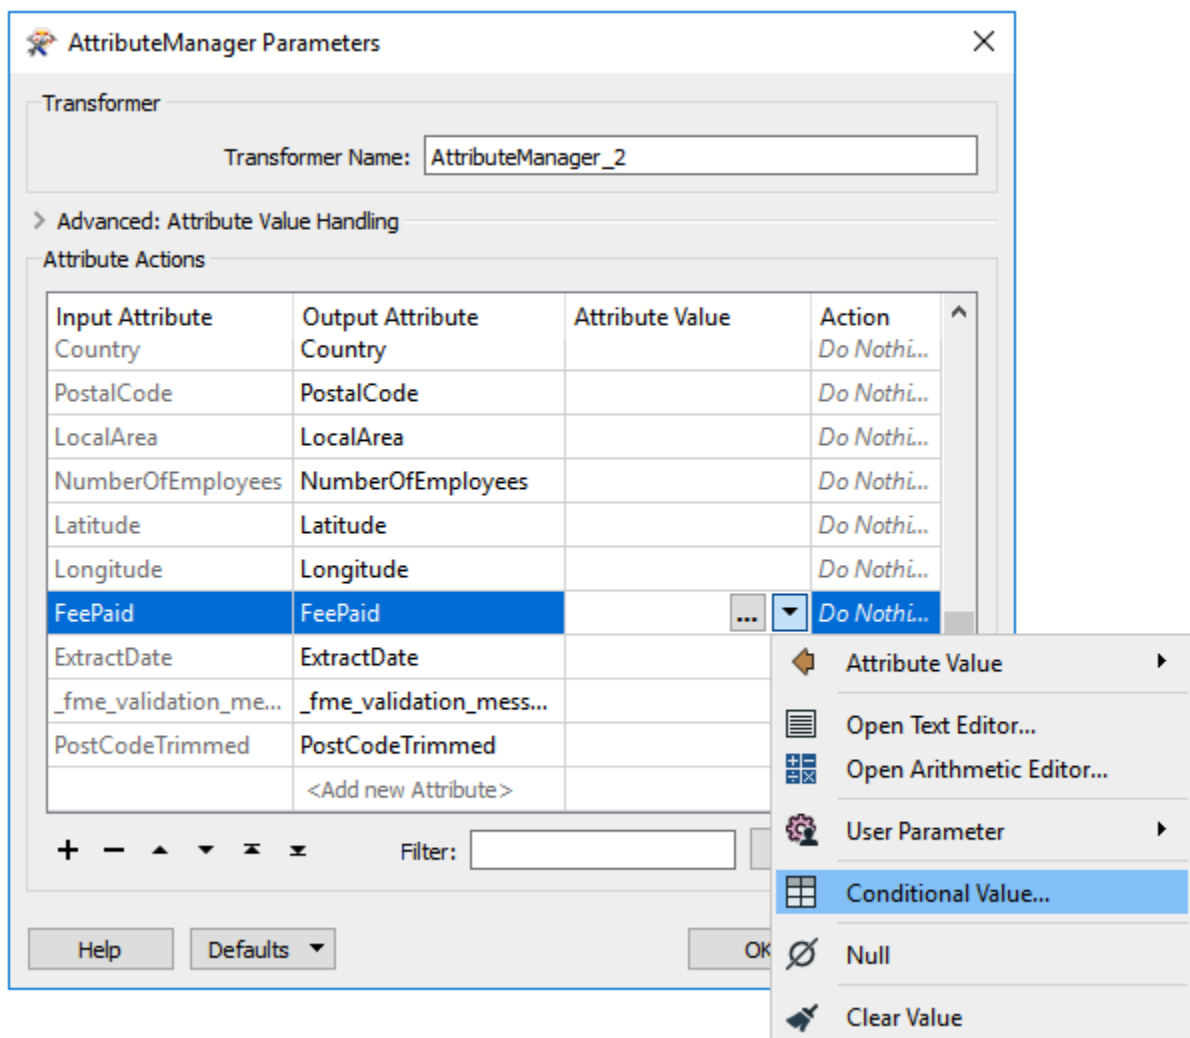 AttributeManager Parameters
Transformer
Transformer Name: AttributeManager_2
Advanced: Attribute Value Handling
Attribute Actions
Input Attribute Output Attribute Attribute Value Action
Country Country Do Nothi...
PostalCode PostalCode Do Nothi...
LocalArea LocalArea Do Nothi...
NumberOfEmployees NumberOfEmployees Do Nothi...
Latitude Latitude Do Nothi...
Longitude Longitude Do Nothi...
FeePaid FeePaid ... Do Nothi...
ExtractDate ExtractDate
_fme_validation_me... _fme_validation_mess...
PostCodeTrimmed PostCodeTrimmed
<Add new Attribute>
Filter:
Help Defaults OK
Attribute Value
Open Text Editor...
Open Arithmetic Editor...
User Parameter
Conditional Value...
Null
Clear Value